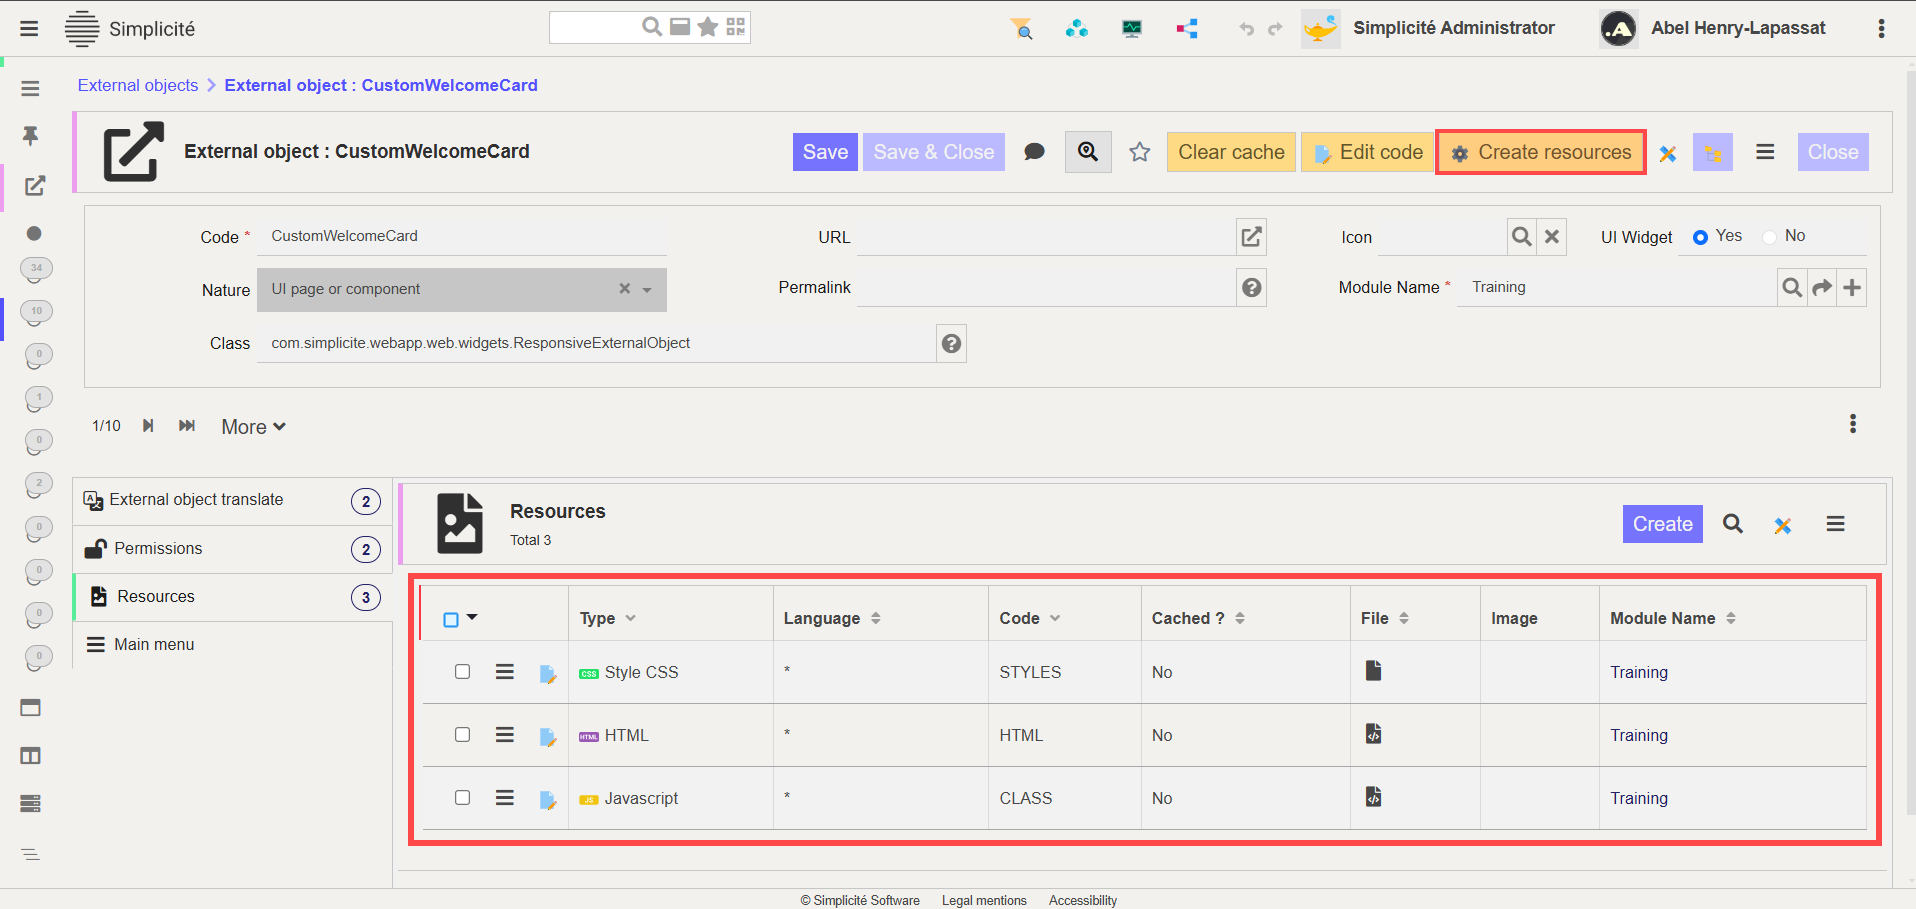 Simplicité
Simplicité Administrator
Abel Henry-Lapassat
External objects
External object : CustomWelcomeCard
External object : CustomWelcomeCard
Save
Save & Close
Clear cache
Edit code
Create resources
Close
Code *
CustomWelcomeCard
URL
Icon
UI Widget
Yes
No
Nature
UI page or component
Permalink
Module Name *
Training
Class
com.simplicite.webapp.web.widgets.ResponsiveExternalObject
34
10
0
1
0
2
0
0
0
0
1/10
More
External object translate
2
Permissions
2
Resources
3
Main menu
Resources
Total 3
Create
Type
Language
Code
Cached ?
File
Image
Module Name
CSS Style CSS
*
STYLES
No
Training
HTML HTML
*
HTML
No
Training
JS Javascript
*
CLASS
No
Training
© Simplicité Software
Legal mentions
Accessibility